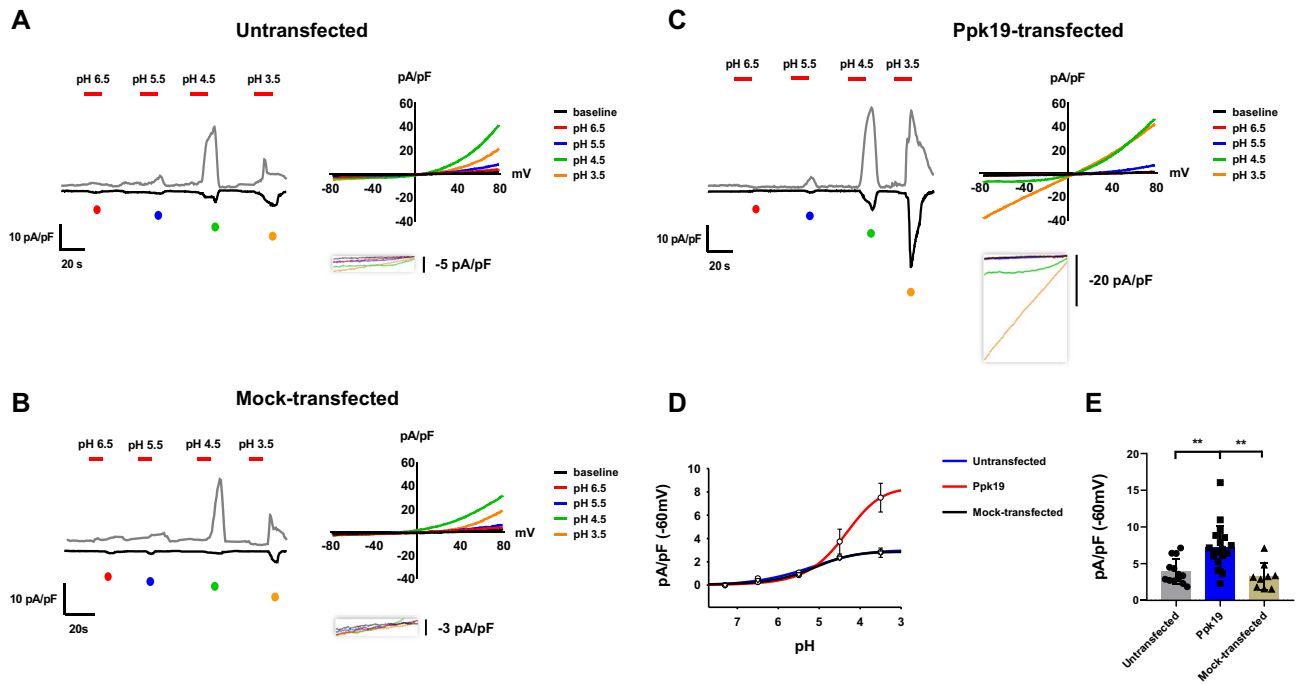 A
Untransfected
pH 6.5 pH 5.5 pH 4.5 pH 3.5
10 pA/pF
20 s
pA/pF
60
40
20
0
-20
-40
-80 -40 40 80
mV
baseline
pH 6.5
pH 5.5
pH 4.5
pH 3.5
-5 pA/pF
B
Mock-transfected
pH 6.5 pH 5.5 pH 4.5 pH 3.5
10 pA/pF
20s
pA/pF
60
40
20
0
-20
-40
-80 -40 40 80
mV
baseline
pH 6.5
pH 5.5
pH 4.5
pH 3.5
-3 pA/pF
C
Ppk19-transfected
pH 6.5 pH 5.5 pH 4.5 pH 3.5
10 pA/pF
20 s
pA/pF
60
40
20
0
-20
-40
-80 -40 40 80
mV
baseline
pH 6.5
pH 5.5
pH 4.5
pH 3.5
-20 pA/pF
D
pA/pF (-60mV)
10
8
6
4
2
0
7 6 5 4 3
pH
Untransfected
Ppk19
Mock-transfected
E
pA/pF (-60mV)
20
15
10
5
0
** **
Untransfected
Ppk19
Mock-transfected